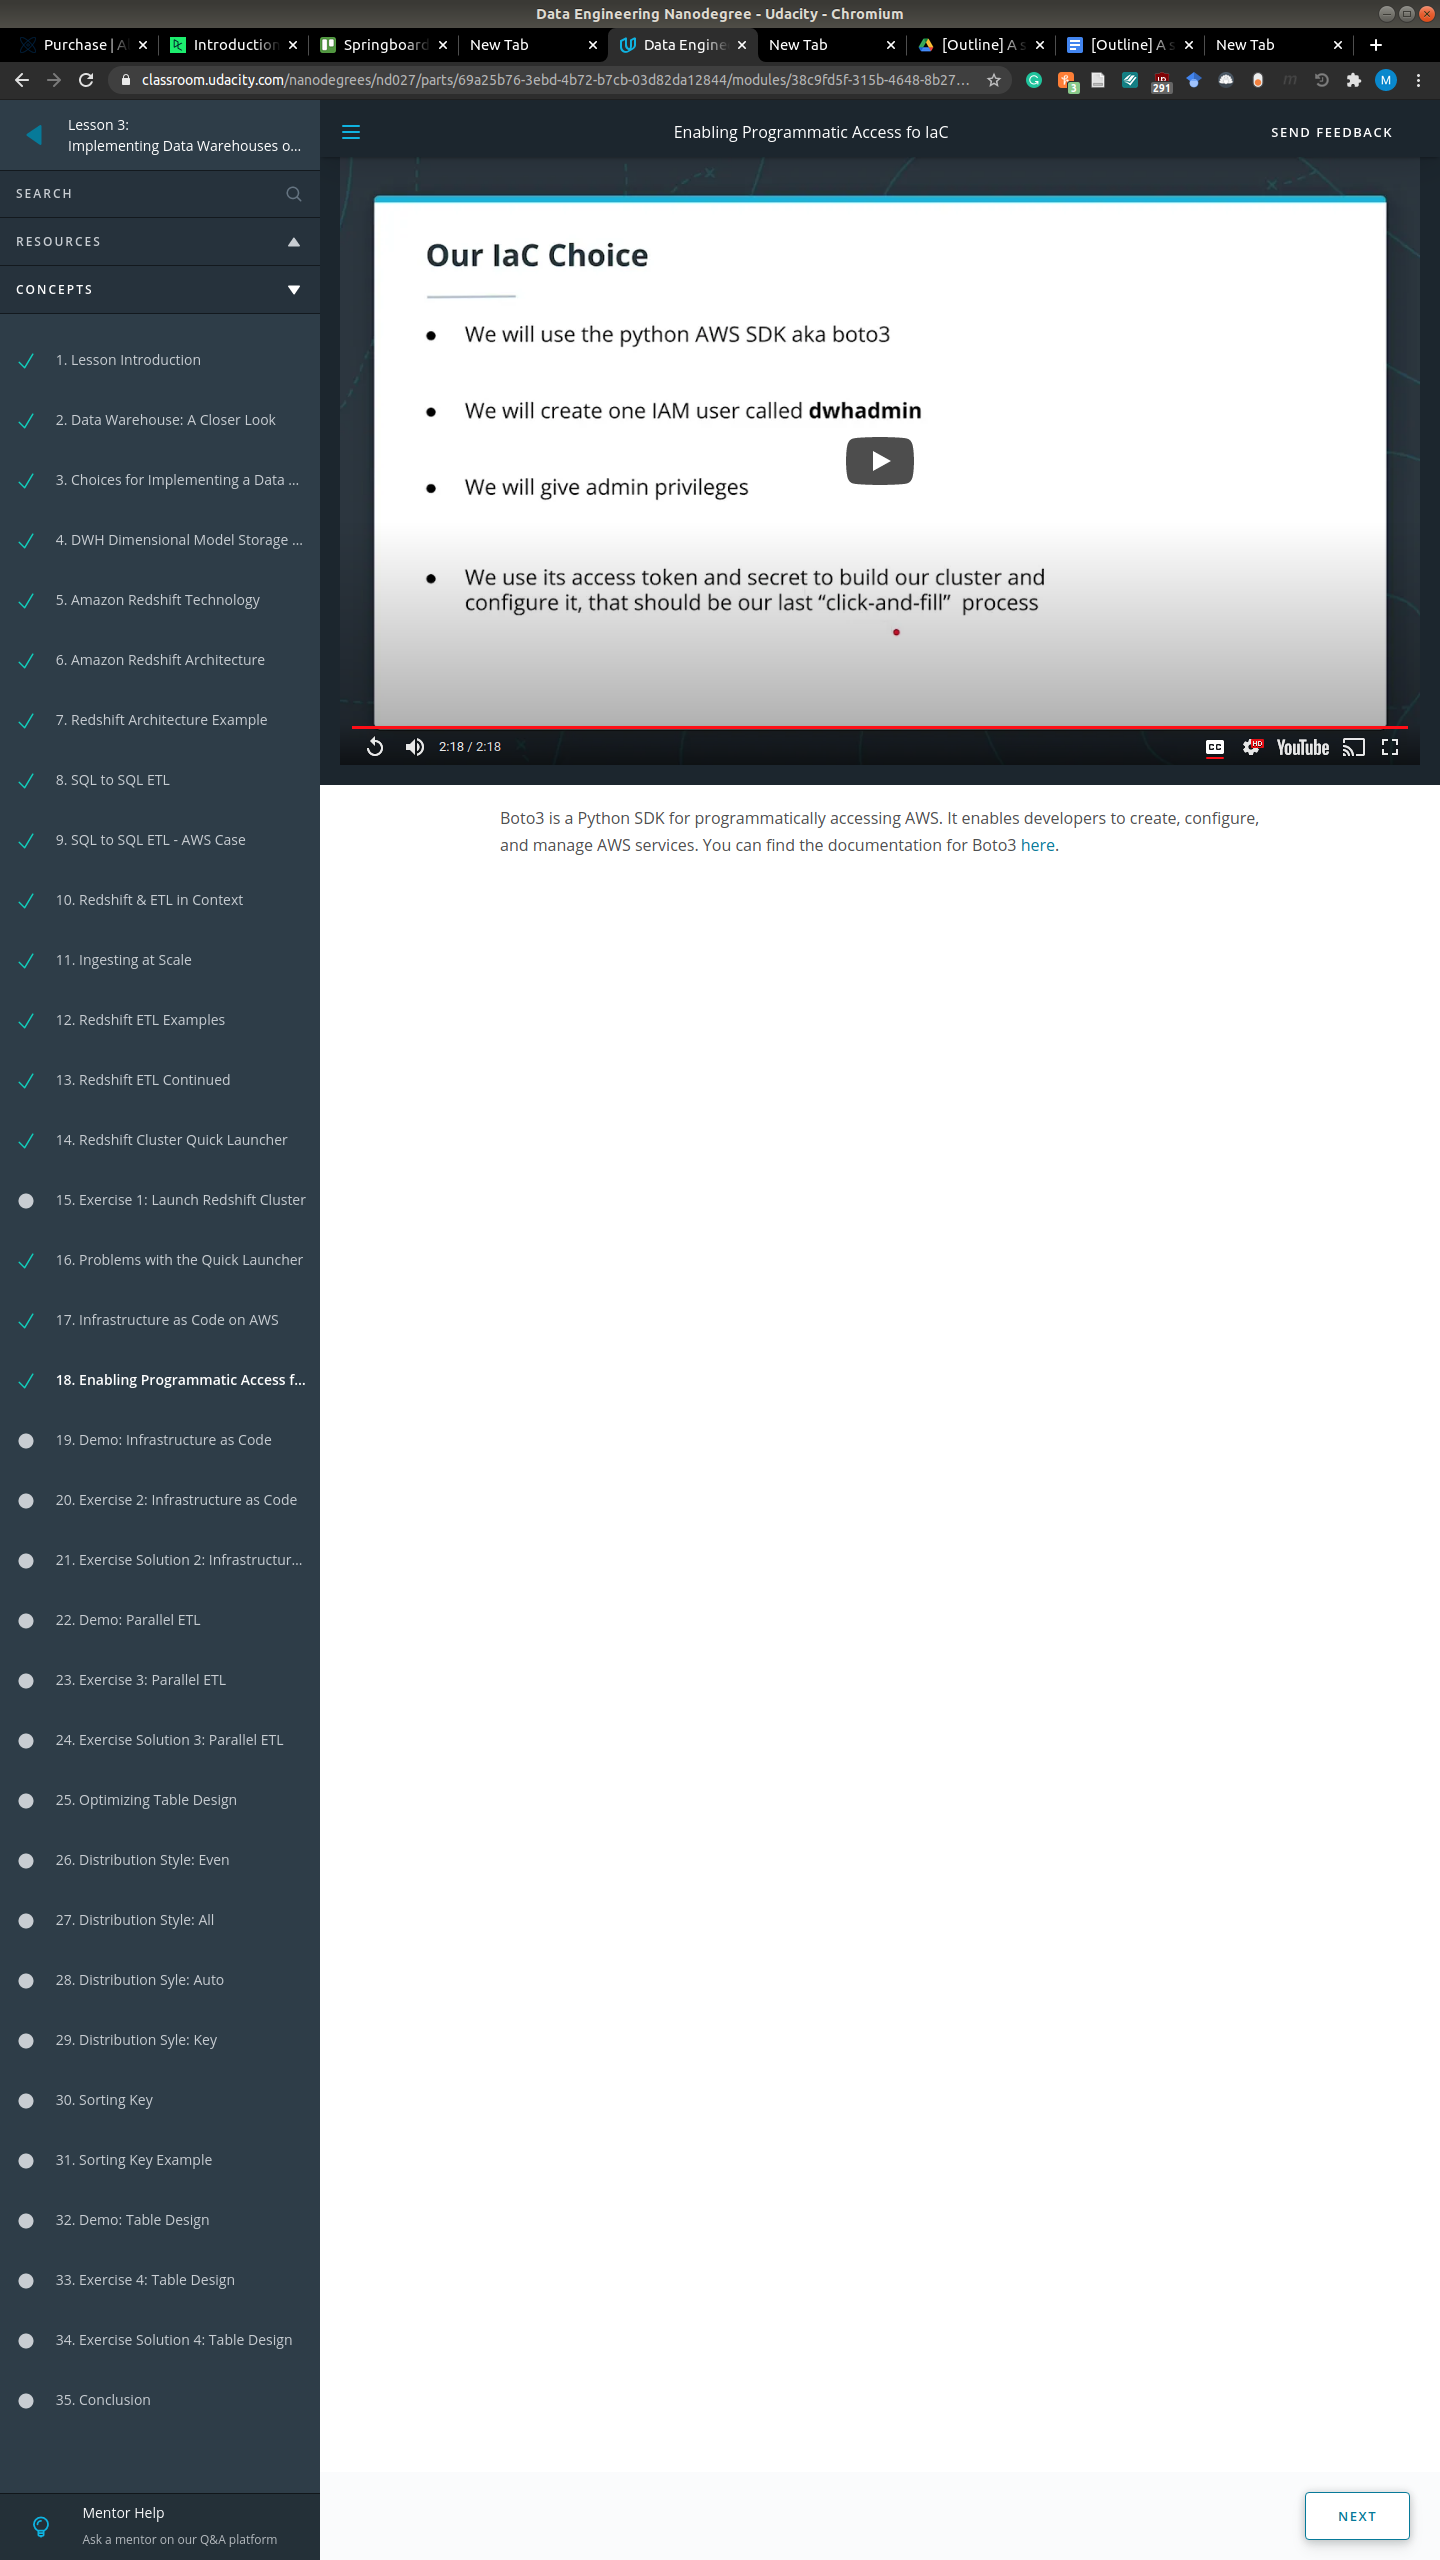 Data Engineering Nanodegree - Udacity - Chromium
Purchase | A
Introduction
Springboard
New Tab
Data Engine
New Tab
[Outline] A s
[Outline] A s
New Tab
classroom.udacity.com/nanodegrees/nd027/parts/69a25b76-3ebd-4b72-b7cb-03d82da12844/modules/38c9fd5f-315b-4648-8b27...
3
291
M
Lesson 3:
Implementing Data Warehouses o...
Enabling Programmatic Access fo IaC
SEND FEEDBACK
SEARCH
RESOURCES
CONCEPTS
1. Lesson Introduction
2. Data Warehouse: A Closer Look
3. Choices for Implementing a Data ...
4. DWH Dimensional Model Storage ...
5. Amazon Redshift Technology
6. Amazon Redshift Architecture
7. Redshift Architecture Example
8. SQL to SQL ETL
9. SQL to SQL ETL - AWS Case
10. Redshift & ETL in Context
11. Ingesting at Scale
12. Redshift ETL Examples
13. Redshift ETL Continued
14. Redshift Cluster Quick Launcher
15. Exercise 1: Launch Redshift Cluster
16. Problems with the Quick Launcher
17. Infrastructure as Code on AWS
18. Enabling Programmatic Access f...
19. Demo: Infrastructure as Code
20. Exercise 2: Infrastructure as Code
21. Exercise Solution 2: Infrastructur...
22. Demo: Parallel ETL
23. Exercise 3: Parallel ETL
24. Exercise Solution 3: Parallel ETL
25. Optimizing Table Design
26. Distribution Style: Even
27. Distribution Style: All
28. Distribution Syle: Auto
29. Distribution Syle: Key
30. Sorting Key
31. Sorting Key Example
32. Demo: Table Design
33. Exercise 4: Table Design
34. Exercise Solution 4: Table Design
35. Conclusion
Mentor Help
Ask a mentor on our Q&A platform
Our IaC Choice
• We will use the python AWS SDK aka boto3
• We will create one IAM user called dwhadmin
• We will give admin privileges
• We use its access token and secret to build our cluster and
configure it, that should be our last “click-and-fill” process
2:18 / 2:18
CC
HD
YouTube
Boto3 is a Python SDK for programmatically accessing AWS. It enables developers to create, configure,
and manage AWS services. You can find the documentation for Boto3 here.
NEXT